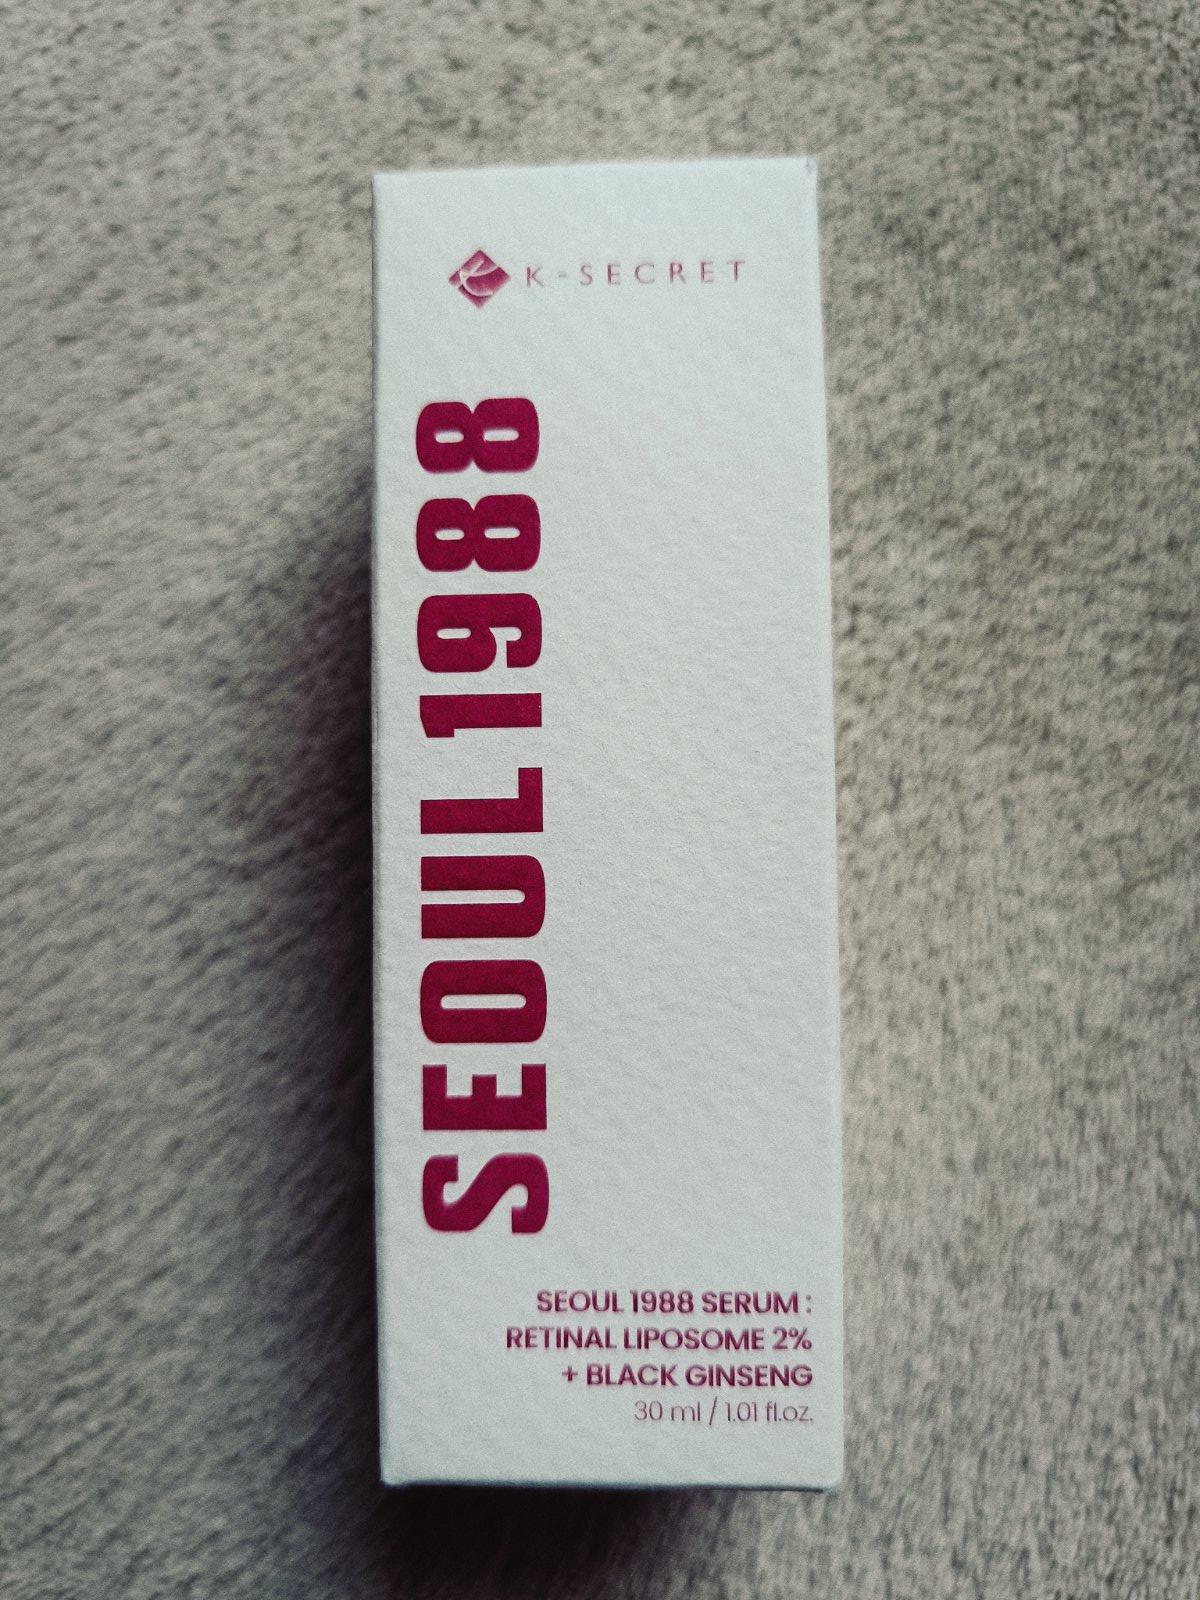 K-SECRET
SEOUL1988
SEOUL 1988 SERUM :
RETINAL LIPOSOME 2%
+ BLACK GINSENG
30 ml / 1.01 fl.oz.